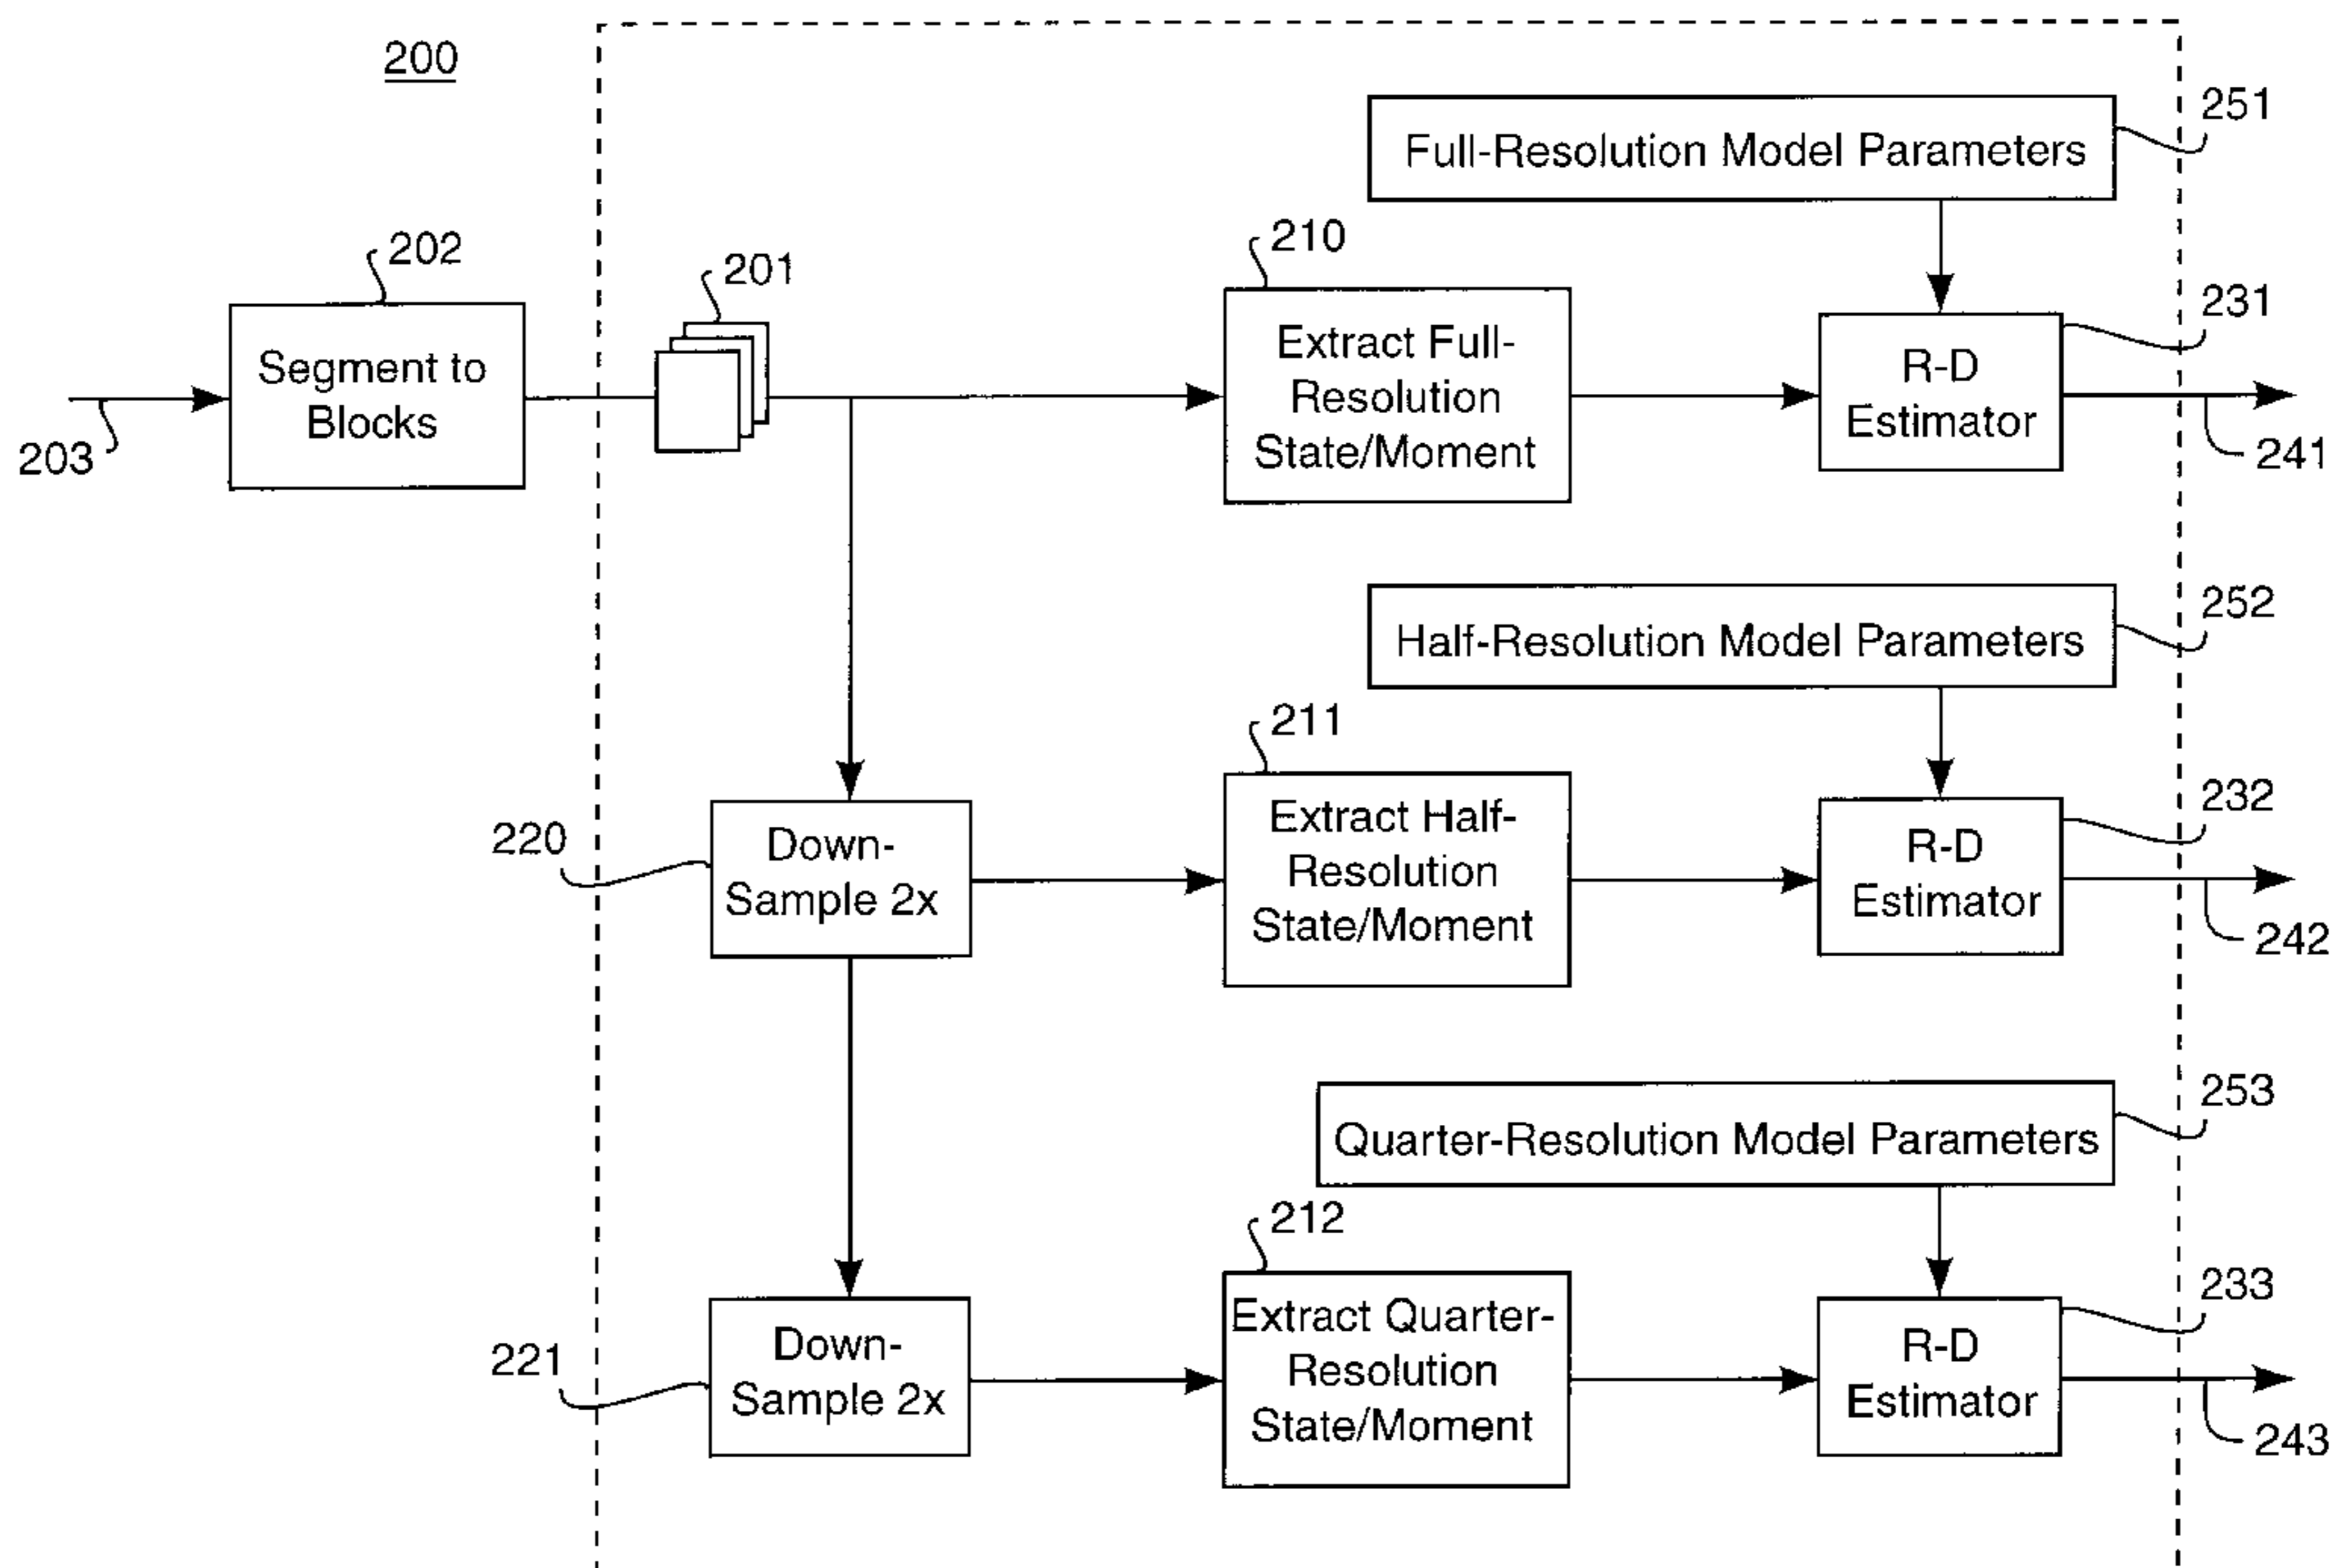 200
251
Full-Resolution Model Parameters
202
201
210
231
Segment to
Blocks
Extract Full-
Resolution
State/Moment
R-D
Estimator
203
241
252
Half-Resolution Model Parameters
211
232
220
Down-
Sample 2x
Extract Half-
Resolution
State/Moment
R-D
Estimator
242
253
Quarter-Resolution Model Parameters
212
233
221
Down-
Sample 2x
Extract Quarter-
Resolution
State/Moment
R-D
Estimator
243